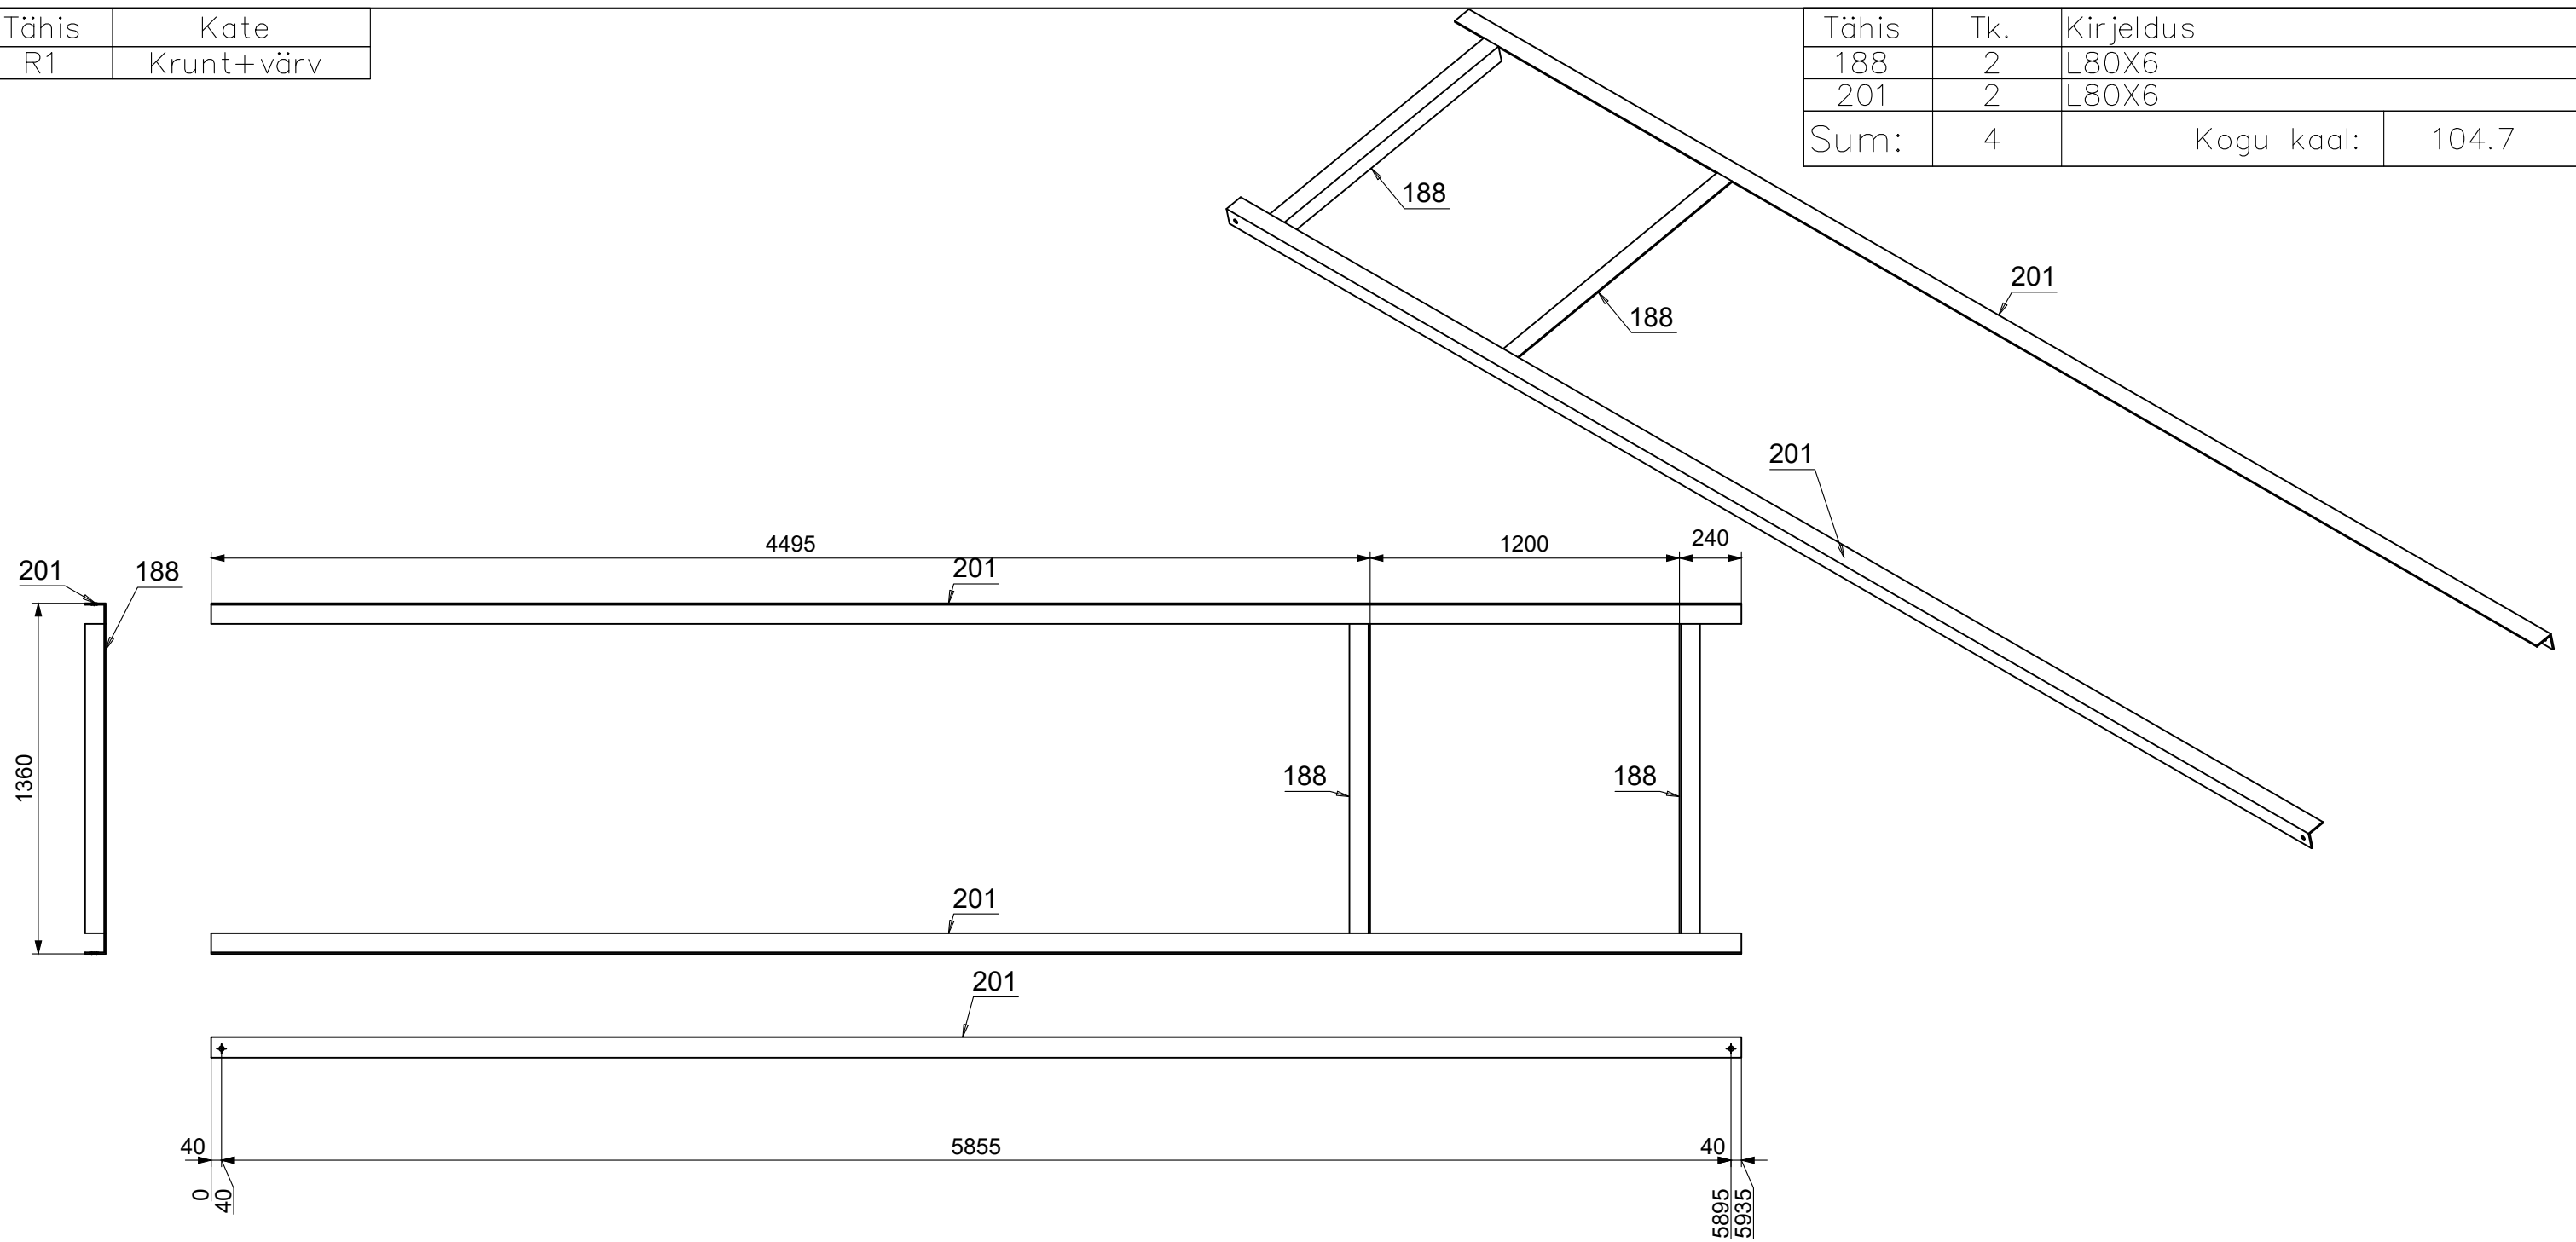 Tähis Kate
R1 Krunt+värv
Tähis Tk. Kirjeldus
188 2 L80X6
201 2 L80X6
Sum: 4 Kogu kaal: 104.7
188
188
201
201
4495 1200 240
201 188 201
1360
188 188
201
201
40 5855 40
0 40 5895 5935